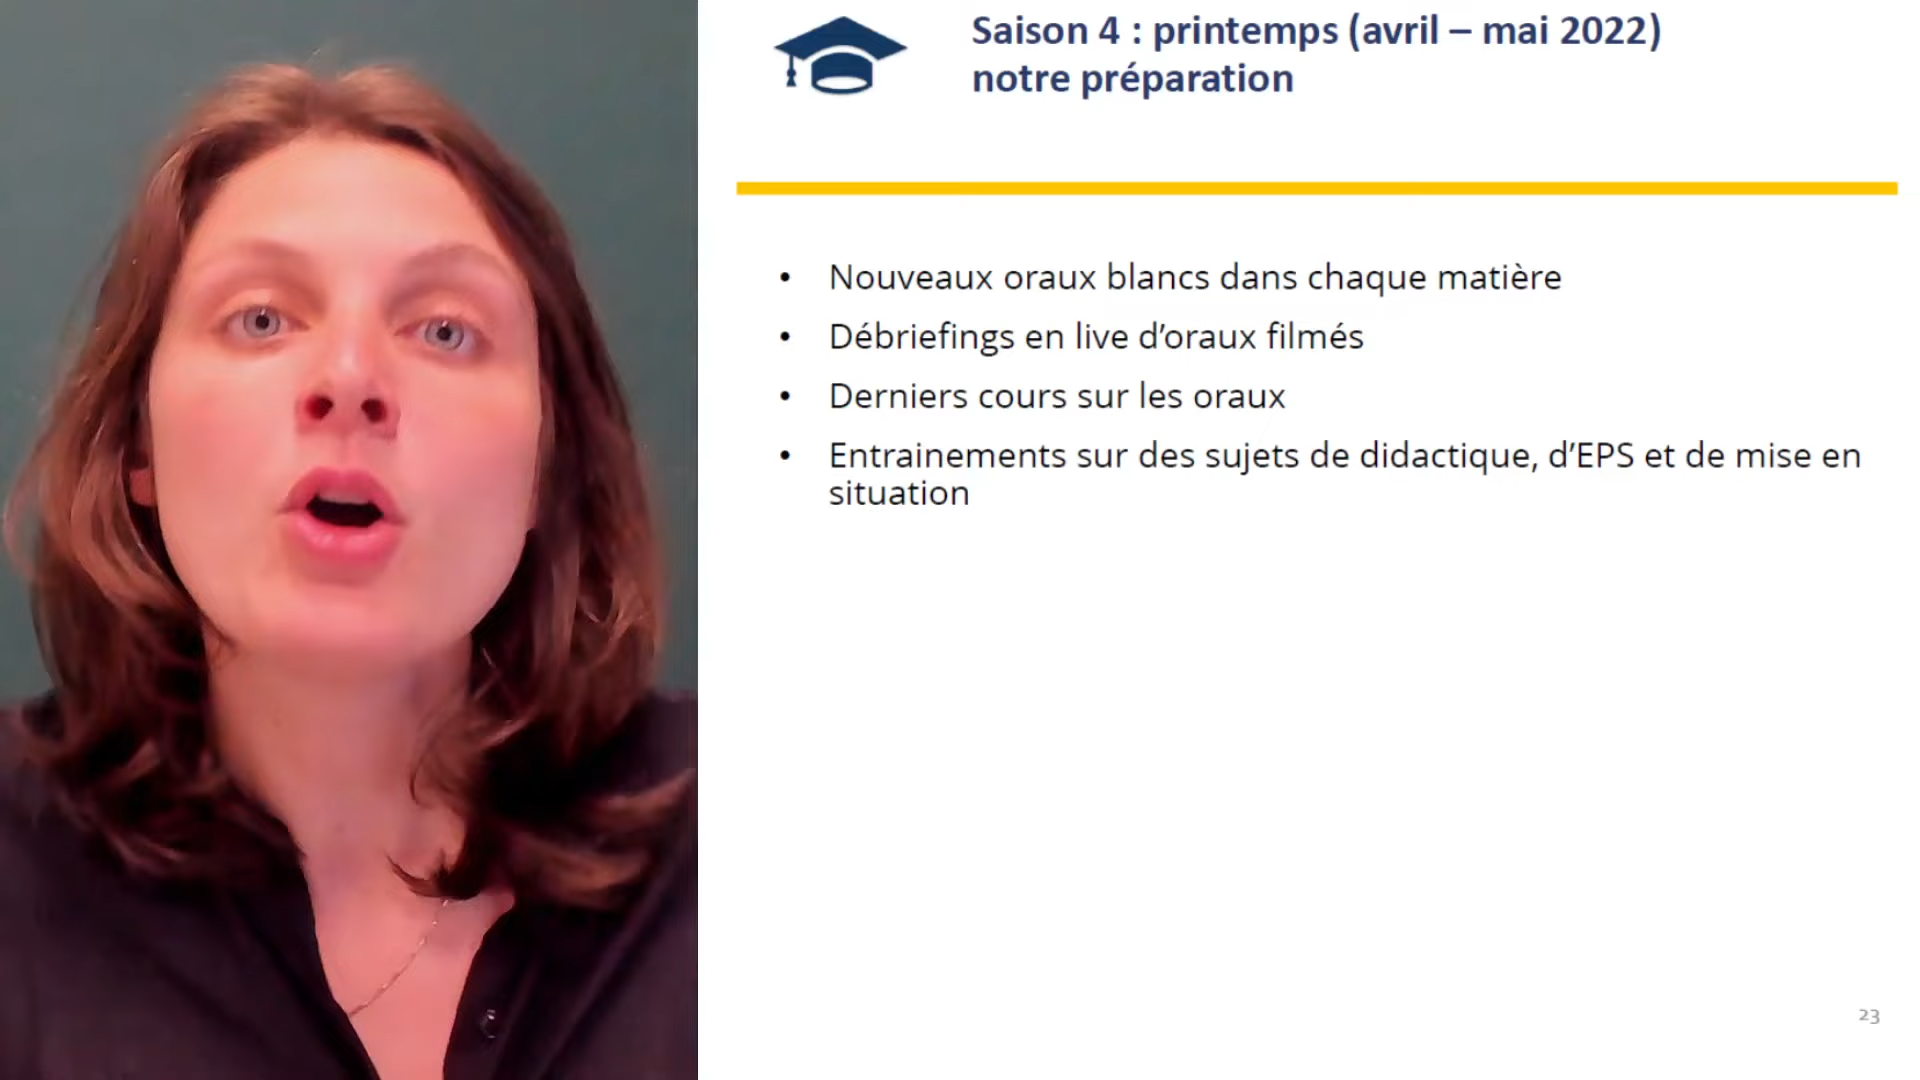 Saison 4 : printemps (avril – mai 2022)
notre préparation
• Nouveaux oraux blancs dans chaque matière
• Débriefings en live d’oraux filmés
• Derniers cours sur les oraux
• Entrainements sur des sujets de didactique, d’EPS et de mise en
situation
23